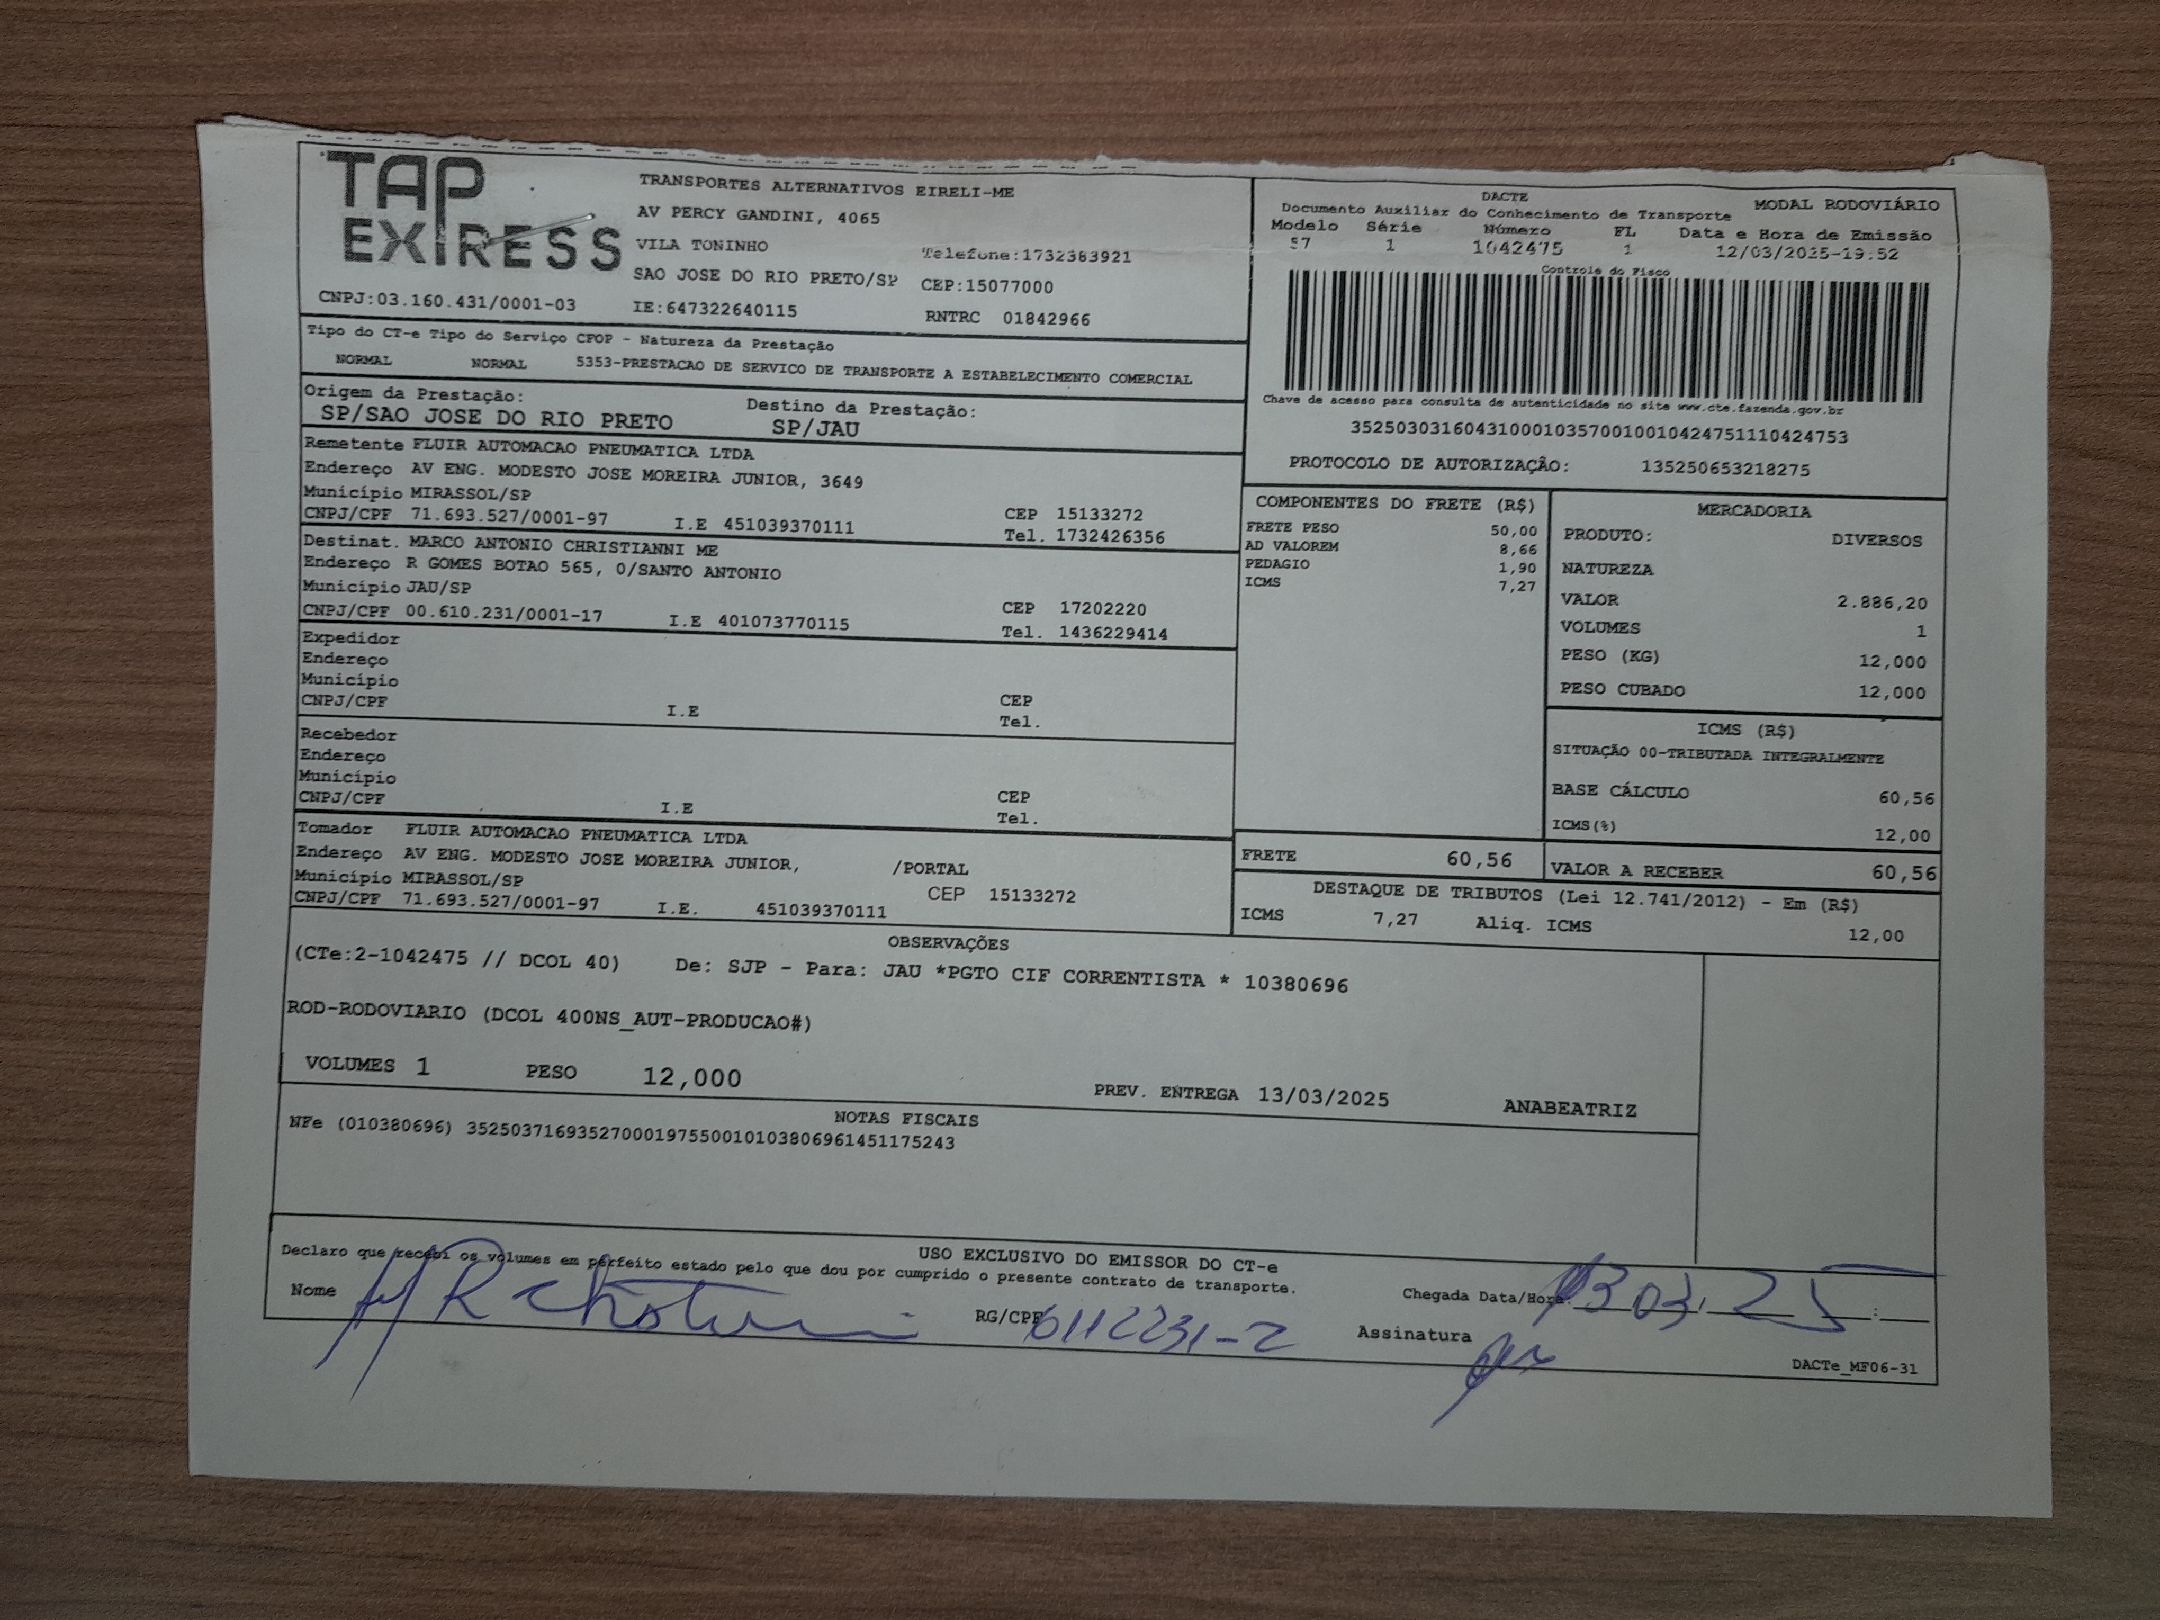 TAP
EXPRESS
TRANSPORTES ALTERNATIVOS EIRELI-ME
AV PERCY GANDINI, 4065
VILA TONINHO
Telefone:1732383921
SAO JOSE DO RIO PRETO/SP CEP:15077000
CNPJ:03.160.431/0001-03 IE:647322640115 RNTRC 01842966
DACTE
MODAL RODOVIÁRIO
Documento Auxiliar do Conhecimento de Transporte
Modelo Série Número FL Data e Hora de Emissão
57 1 1042475 1 12/03/2025-19:52
Controle do Fisco
Chave de acesso para consulta de autenticidade no site www.cte.fazenda.gov.br
35250303160431000103570010010424751110424753
PROTOCOLO DE AUTORIZAÇÃO: 135250653218275
Tipo do CT-e Tipo do Serviço CFOP - Natureza da Prestação
NORMAL NORMAL 5353-PRESTACAO DE SERVICO DE TRANSPORTE A ESTABELECIMENTO COMERCIAL
Origem da Prestação: Destino da Prestação:
SP/SAO JOSE DO RIO PRETO SP/JAU
Remetente FLUIR AUTOMACAO PNEUMATICA LTDA
Endereço AV ENG. MODESTO JOSE MOREIRA JUNIOR, 3649
Município MIRASSOL/SP CEP 15133272
CNPJ/CPF 71.693.527/0001-97 I.E 451039370111 Tel. 1732426356
Destinat. MARCO ANTONIO CHRISTIANNI ME
Endereço R GOMES BOTAO 565, 0/SANTO ANTONIO
Município JAU/SP CEP 17202220
CNPJ/CPF 00.610.231/0001-17 I.E 401073770115 Tel. 1436229414
Expedidor
Endereço
Município CEP
CNPJ/CPF I.E Tel.
Recebedor
Endereço
Município CEP
CNPJ/CPF I.E Tel.
Tomador FLUIR AUTOMACAO PNEUMATICA LTDA
Endereço AV ENG. MODESTO JOSE MOREIRA JUNIOR, /PORTAL
Município MIRASSOL/SP CEP 15133272
CNPJ/CPF 71.693.527/0001-97 I.E. 451039370111
COMPONENTES DO FRETE (R$)
FRETE PESO 50,00
AD VALOREM 8,66
PEDAGIO 1,90
ICMS 7,27
MERCADORIA
PRODUTO: DIVERSOS
NATUREZA
VALOR 2.886,20
VOLUMES 1
PESO (KG) 12,000
PESO CUBADO 12,000
ICMS (R$)
SITUAÇÃO 00-TRIBUTADA INTEGRALMENTE
BASE CÁLCULO 60,56
ICMS(%) 12,00
FRETE 60,56 VALOR A RECEBER 60,56
DESTAQUE DE TRIBUTOS (Lei 12.741/2012) - Em (R$)
ICMS 7,27 Aliq. ICMS 12,00
OBSERVAÇÕES
(CTe:2-1042475 // DCOL 40) De: SJP - Para: JAU *PGTO CIF CORRENTISTA * 10380696
ROD-RODOVIARIO (DCOL 400NS_AUT-PRODUCAO#)
VOLUMES 1 PESO 12,000 PREV. ENTREGA 13/03/2025 ANABEATRIZ
NOTAS FISCAIS
NFe (010380696) 35250371693527000197550010103806961451175243
USO EXCLUSIVO DO EMISSOR DO CT-e
Declaro que recebi os volumes em perfeito estado pelo que dou por cumprido o presente contrato de transporte.
Nome RG/CPF 6112231-2 Chegada Data/Hora: 13 03 25 :
Assinatura
DACTe_MF06-31